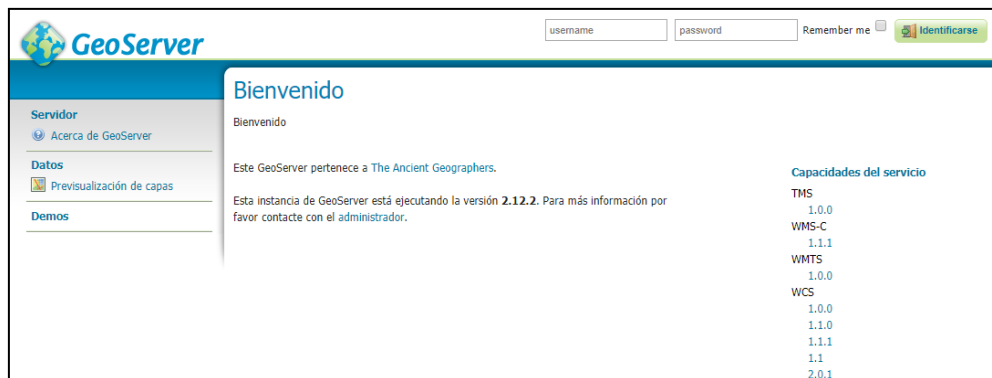 GeoServer
username
password
Remember me
Identificarse
Servidor
Acerca de GeoServer
Datos
Previsualización de capas
Demos
Bienvenido
Bienvenido
Este GeoServer pertenece a The Ancient Geographers.
Esta instancia de GeoServer está ejecutando la versión 2.12.2. Para más información por
favor contacte con el administrador.
Capacidades del servicio
TMS
1.0.0
WMS-C
1.1.1
WMTS
1.0.0
WCS
1.0.0
1.1.0
1.1.1
1.1
2.0.1